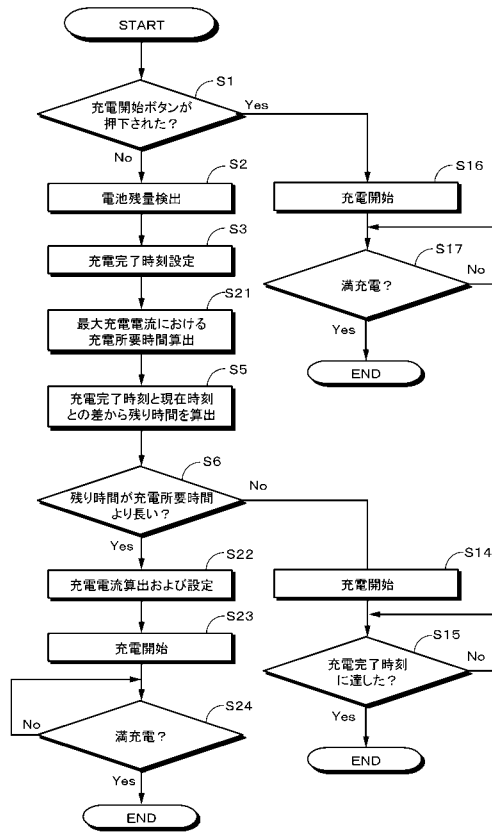 START
S1
充電開始ボタンが
押下された？
Yes
No
S2
電池残量検出
S3
充電完了時刻設定
S21
最大充電電流における
充電所要時間算出
S5
充電完了時刻と現在時刻
との差から残り時間を算出
S6
残り時間が充電所要時間
より長い？
No
Yes
S22
充電電流算出および設定
S23
充電開始
S24
満充電？
No
Yes
END
S16
充電開始
S17
満充電？
No
Yes
END
S14
充電開始
S15
充電完了時刻
に達した？
No
Yes
END